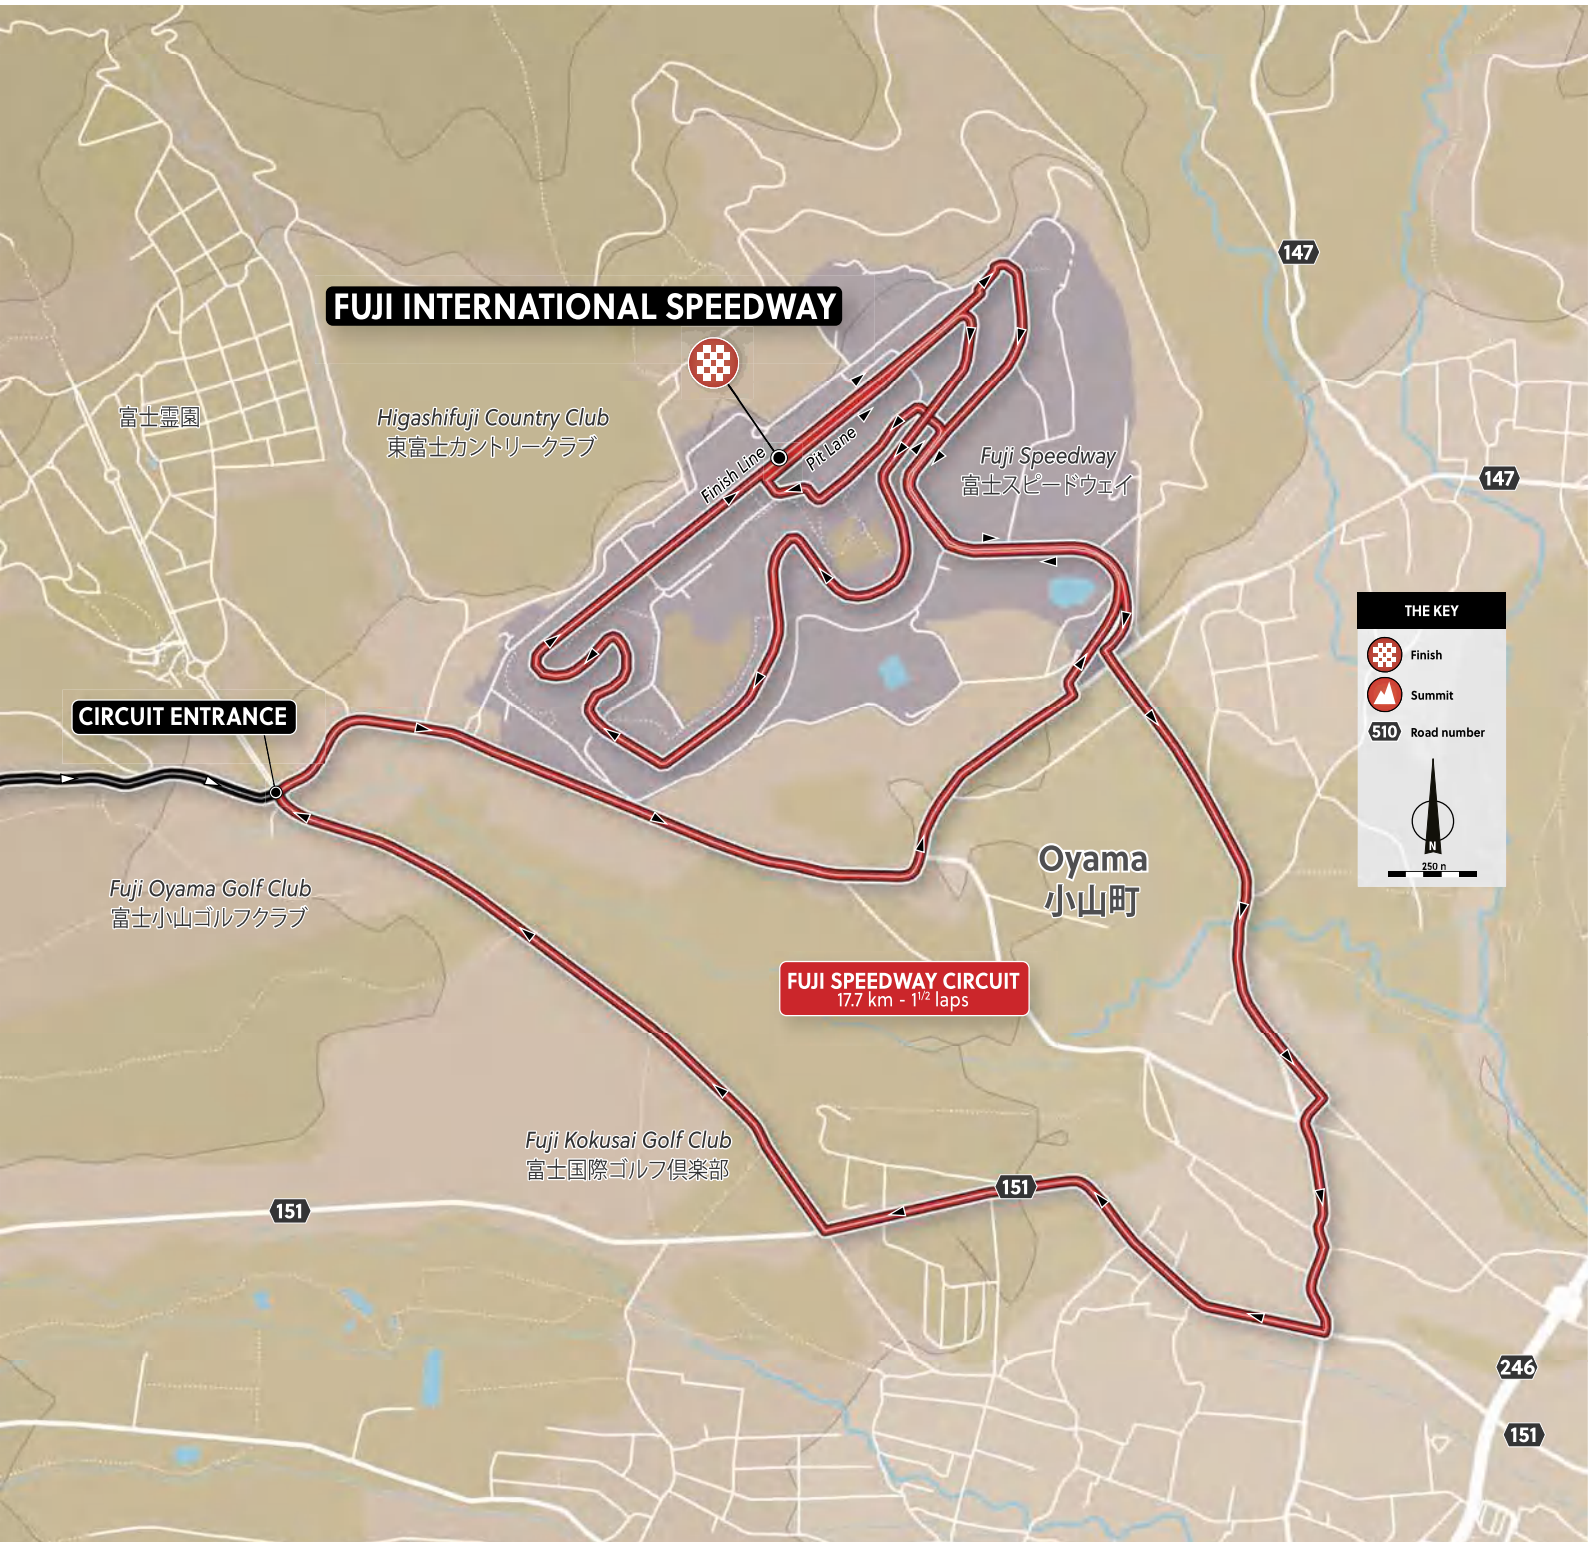 147
FUJI INTERNATIONAL SPEEDWAY
富士霊園
Higashifuji Country Club
東富士カントリークラブ
Finish Line
Pit Lane
Fuji Speedway
富士スピードウェイ
147
THE KEY
Finish
Summit
510 Road number
N
250 n
CIRCUIT ENTRANCE
Fuji Oyama Golf Club
富士小山ゴルフクラブ
Oyama
小山町
FUJI SPEEDWAY CIRCUIT
17.7 km - 1 1/2 laps
Fuji Kokusai Golf Club
富士国際ゴルフ倶楽部
151
151
246
151